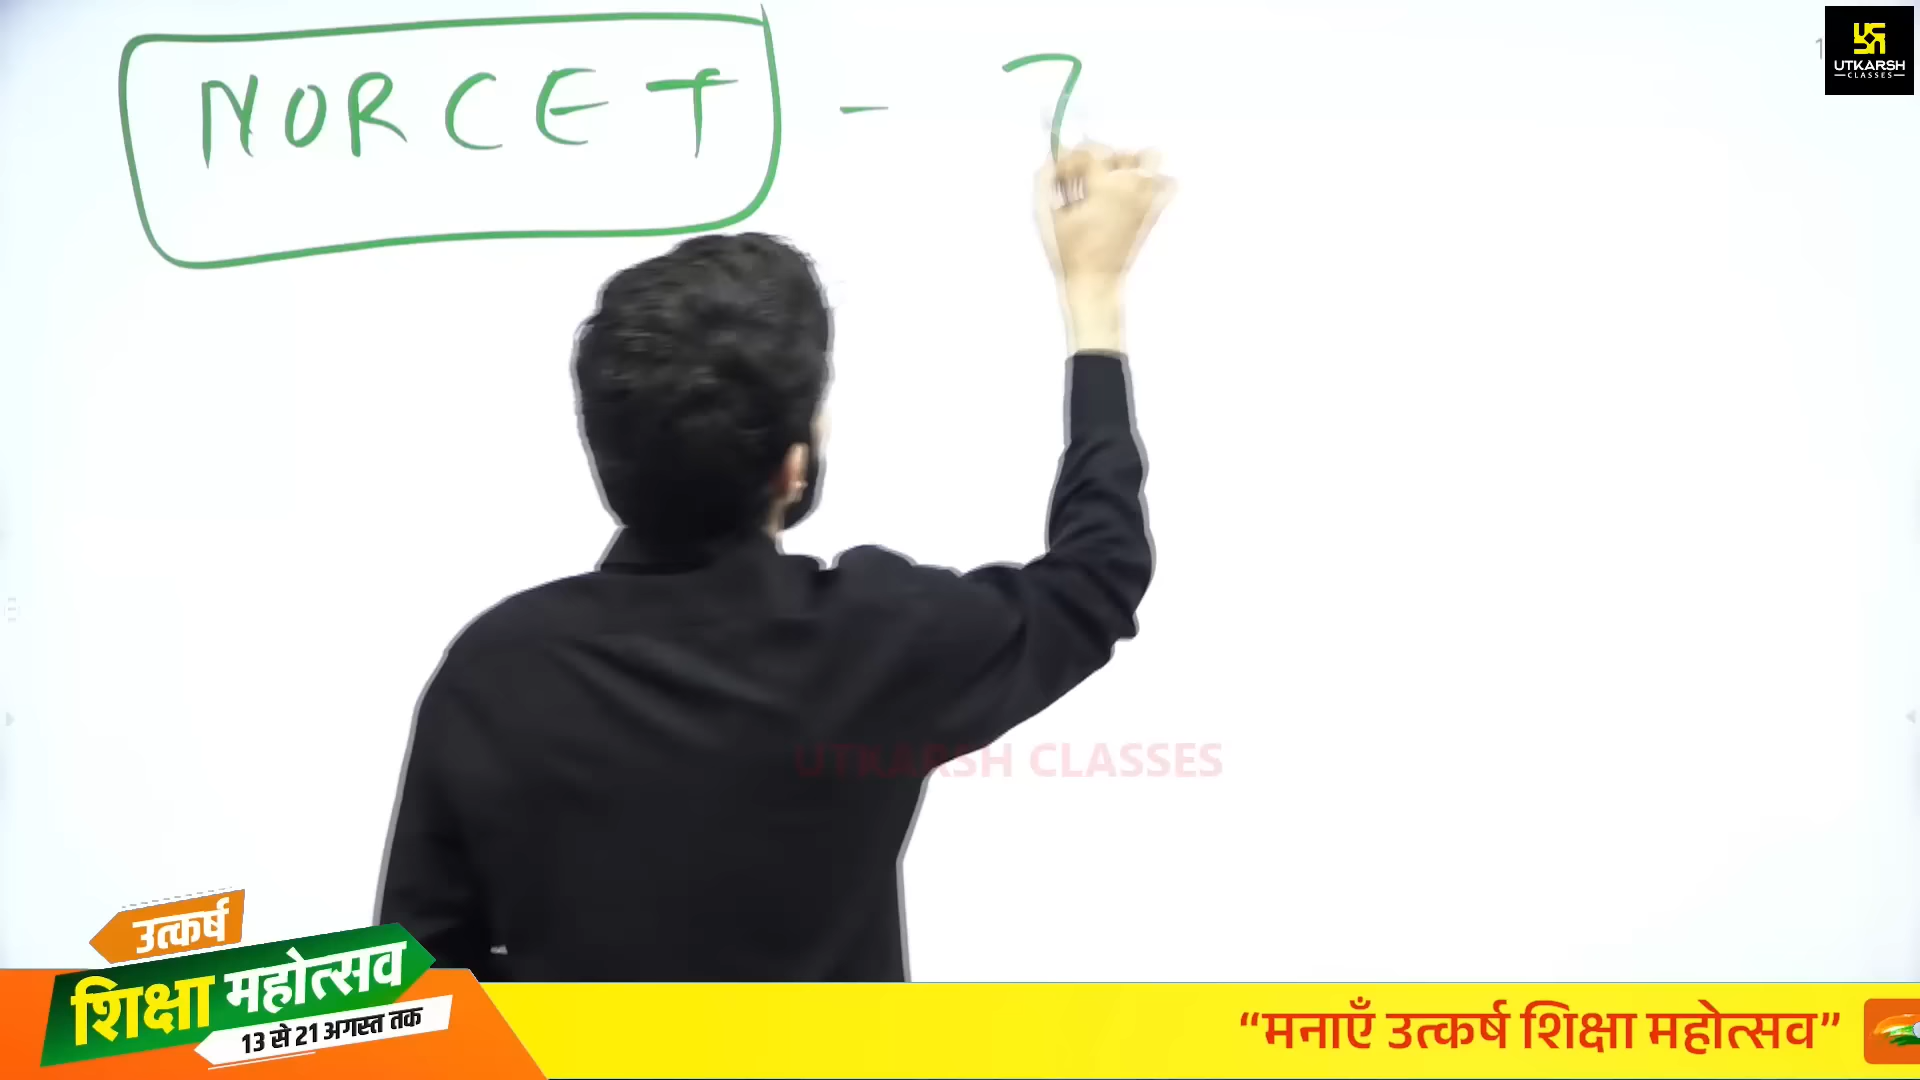 NORCET - 7
UTKARSH
CLASSES
UTKARSH CLASSES
उत्कर्ष
शिक्षा महोत्सव
13 से 21 अगस्त तक
“मनाएँ उत्कर्ष शिक्षा महोत्सव”